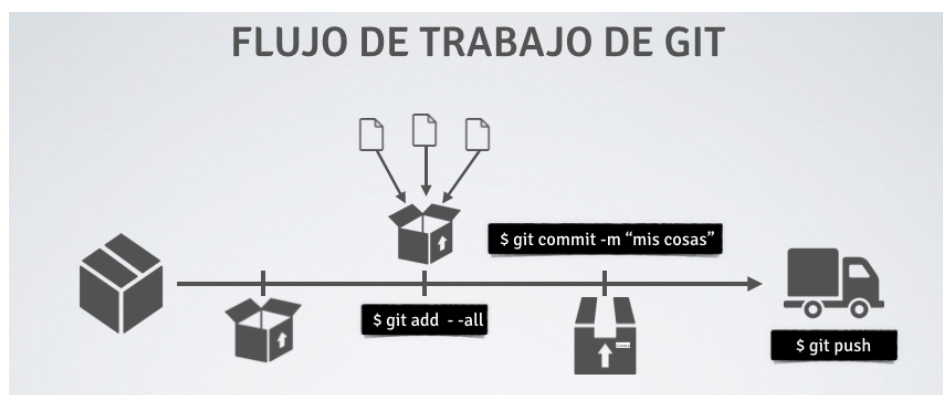 FLUJO DE TRABAJO DE GIT
$ git commit -m “mis cosas”
$ git add - -all
$ git push